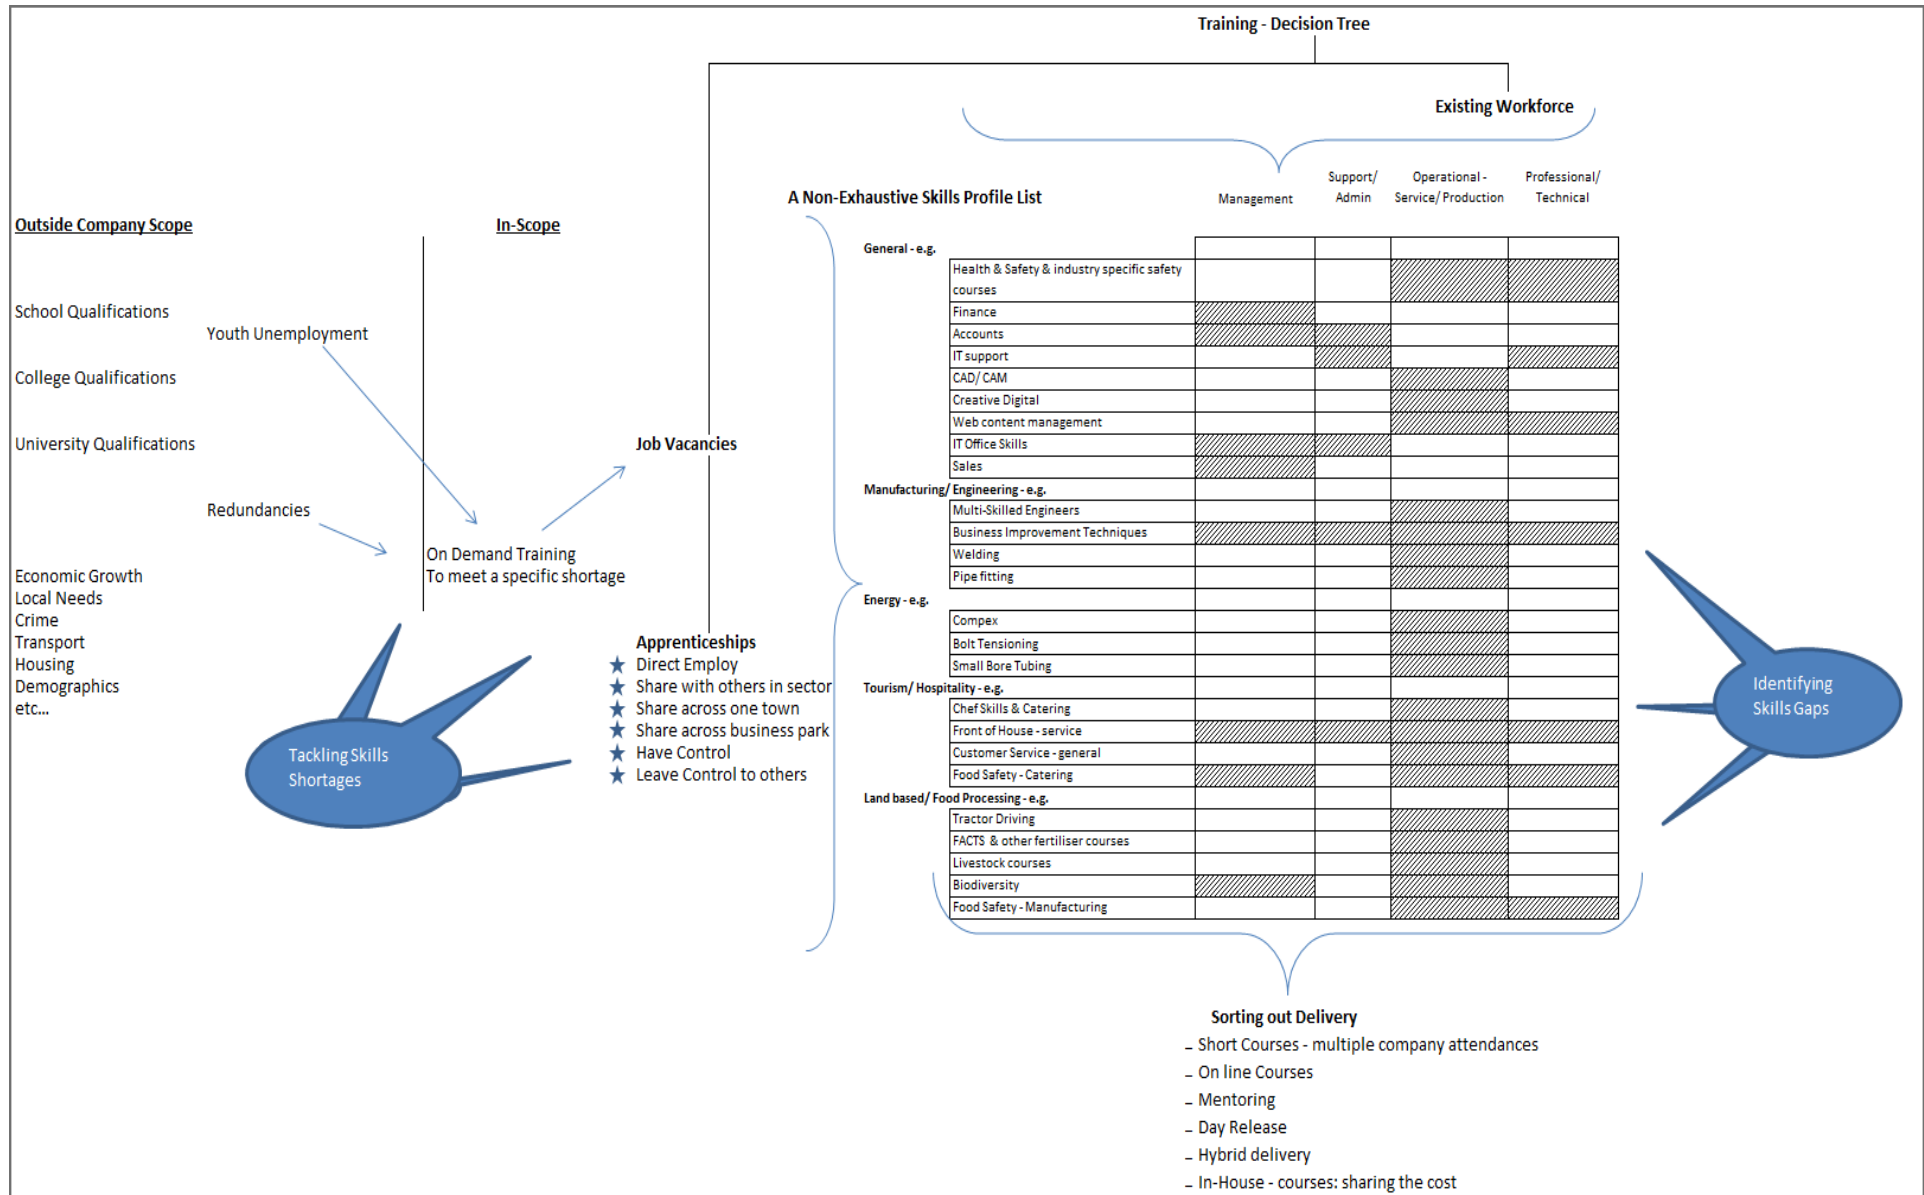 Training - Decision Tree
Existing Workforce
A Non-Exhaustive Skills Profile List
Management
Support/
Admin
Operational -
Service/ Production
Professional/
Technical
Outside Company Scope
In-Scope
School Qualifications
Youth Unemployment
College Qualifications
University Qualifications
Redundancies
Economic Growth
Local Needs
Crime
Transport
Housing
Demographics
etc...
On Demand Training
To meet a specific shortage
Job Vacancies
Apprenticeships
Direct Employ
Share with others in sector
Share across one town
Share across business park
Have Control
Leave Control to others
Tackling Skills
Shortages
General - e.g.
Health & Safety & industry specific safety
courses
Finance
Accounts
IT support
CAD/ CAM
Creative Digital
Web content management
IT Office Skills
Sales
Manufacturing/ Engineering - e.g.
Multi-Skilled Engineers
Business Improvement Techniques
Welding
Pipe fitting
Energy - e.g.
Compex
Bolt Tensioning
Small Bore Tubing
Tourism/ Hospitality - e.g.
Chef Skills & Catering
Front of House - service
Customer Service - general
Food Safety - Catering
Land based/ Food Processing - e.g.
Tractor Driving
FACTS & other fertiliser courses
Livestock courses
Biodiversity
Food Safety - Manufacturing
Identifying
Skills Gaps
Sorting out Delivery
– Short Courses - multiple company attendances
– On line Courses
– Mentoring
– Day Release
– Hybrid delivery
– In-House - courses: sharing the cost